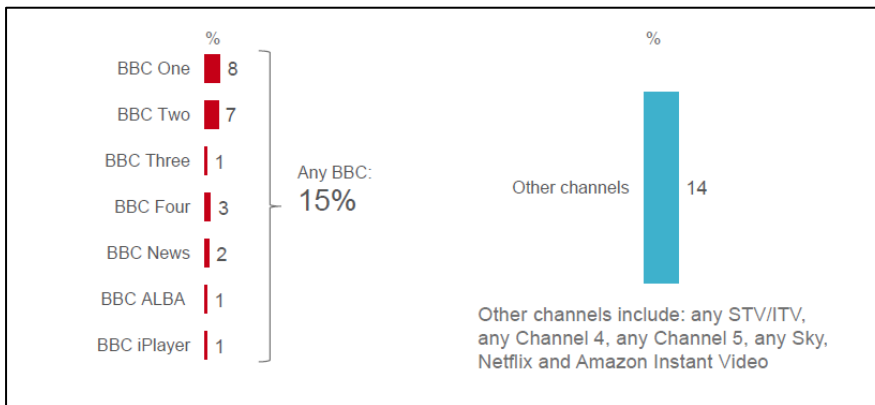 %
BBC One 8
BBC Two 7
BBC Three 1
BBC Four 3
BBC News 2
BBC ALBA 1
BBC iPlayer 1
Any BBC:
15%
%
Other channels 14
Other channels include: any STV/ITV,
any Channel 4, any Channel 5, any Sky,
Netflix and Amazon Instant Video